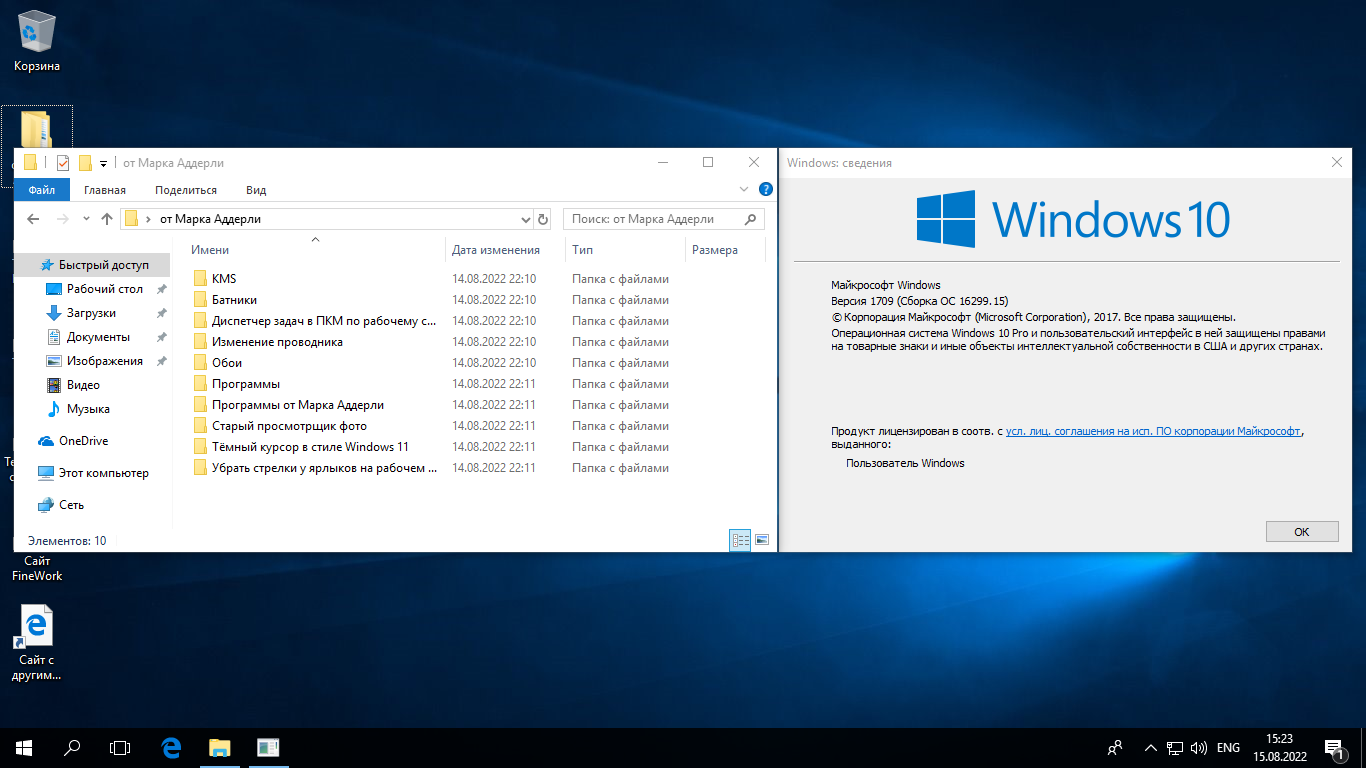 Корзина
от Марка Аддерли
Файл
Главная
Поделиться
Вид
от Марка Аддерли
Поиск: от Марка Аддерли
Имени
Дата изменения
Тип
Размера
Быстрый доступ
Рабочий стол
Загрузки
Документы
Изображения
Видео
Музыка
OneDrive
Этот компьютер
Сеть
KMS 14.08.2022 22:10 Папка с файлами
Батники 14.08.2022 22:10 Папка с файлами
Диспетчер задач в ПКМ по рабочему с... 14.08.2022 22:10 Папка с файлами
Изменение проводника 14.08.2022 22:10 Папка с файлами
Обои 14.08.2022 22:10 Папка с файлами
Программы 14.08.2022 22:11 Папка с файлами
Программы от Марка Аддерли 14.08.2022 22:11 Папка с файлами
Старый просмотрщик фото 14.08.2022 22:11 Папка с файлами
Тёмный курсор в стиле Windows 11 14.08.2022 22:11 Папка с файлами
Убрать стрелки у ярлыков на рабочем ... 14.08.2022 22:11 Папка с файлами
Элементов: 10
Windows: сведения
Windows 10
Майкрософт Windows
Версия 1709 (Сборка ОС 16299.15)
© Корпорация Майкрософт (Microsoft Corporation), 2017. Все права защищены.
Операционная система Windows 10 Pro и пользовательский интерфейс в ней защищены правами
на товарные знаки и иные объекты интеллектуальной собственности в США и других странах.
Продукт лицензирован в соотв. с усл. лиц. соглашения на исп. ПО корпорации Майкрософт,
выданного:
Пользователь Windows
ОК
Сайт
FineWork
Сайт с
другим...
ENG
15:23
15.08.2022
1